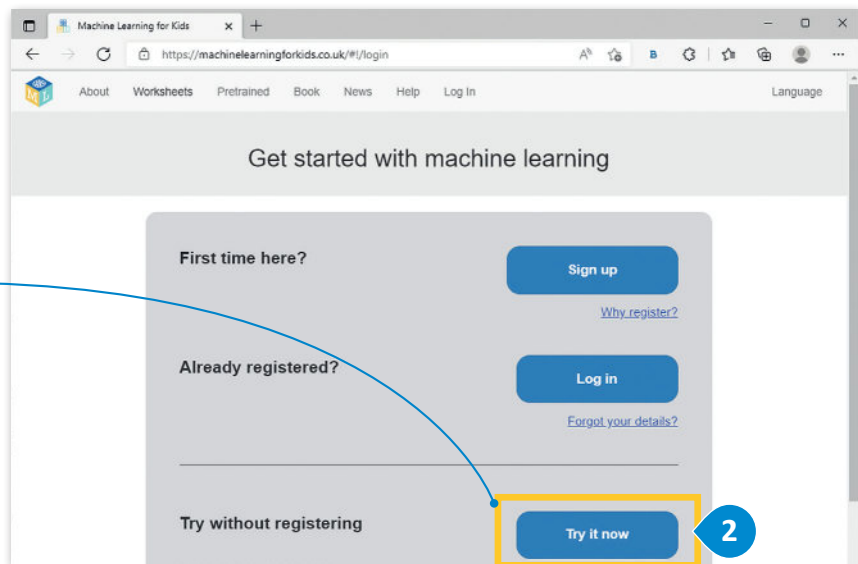 Machine Learning for Kids
https://machinelearningforkids.co.uk/#!/login
About Worksheets Pretrained Book News Help Log In Language
Get started with machine learning
First time here?
Sign up
Why register?
Already registered?
Log in
Forgot your details?
Try without registering
Try it now
2